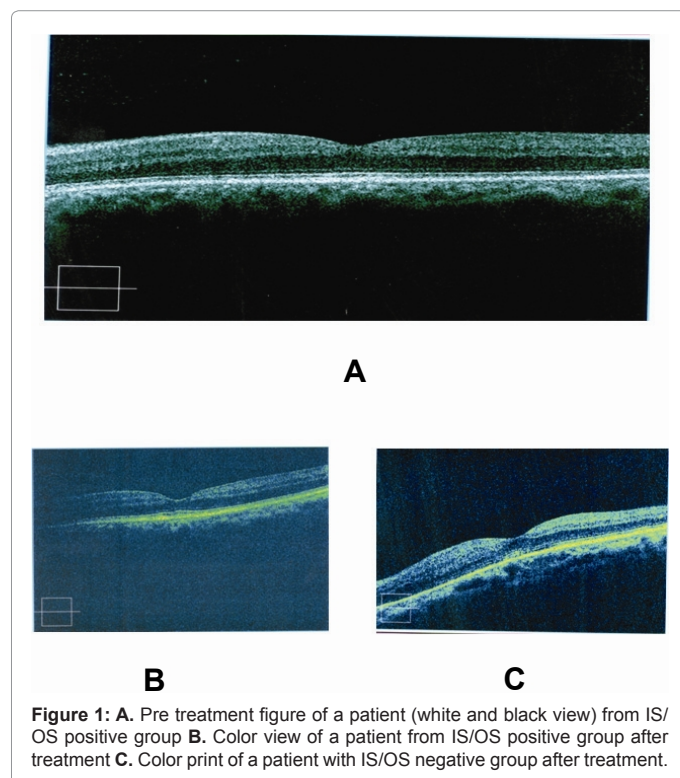 A
B C
Figure 1: A. Pre treatment figure of a patient (white and black view) from IS/
OS positive group B. Color view of a patient from IS/OS positive group after
treatment C. Color print of a patient with IS/OS negative group after treatment.